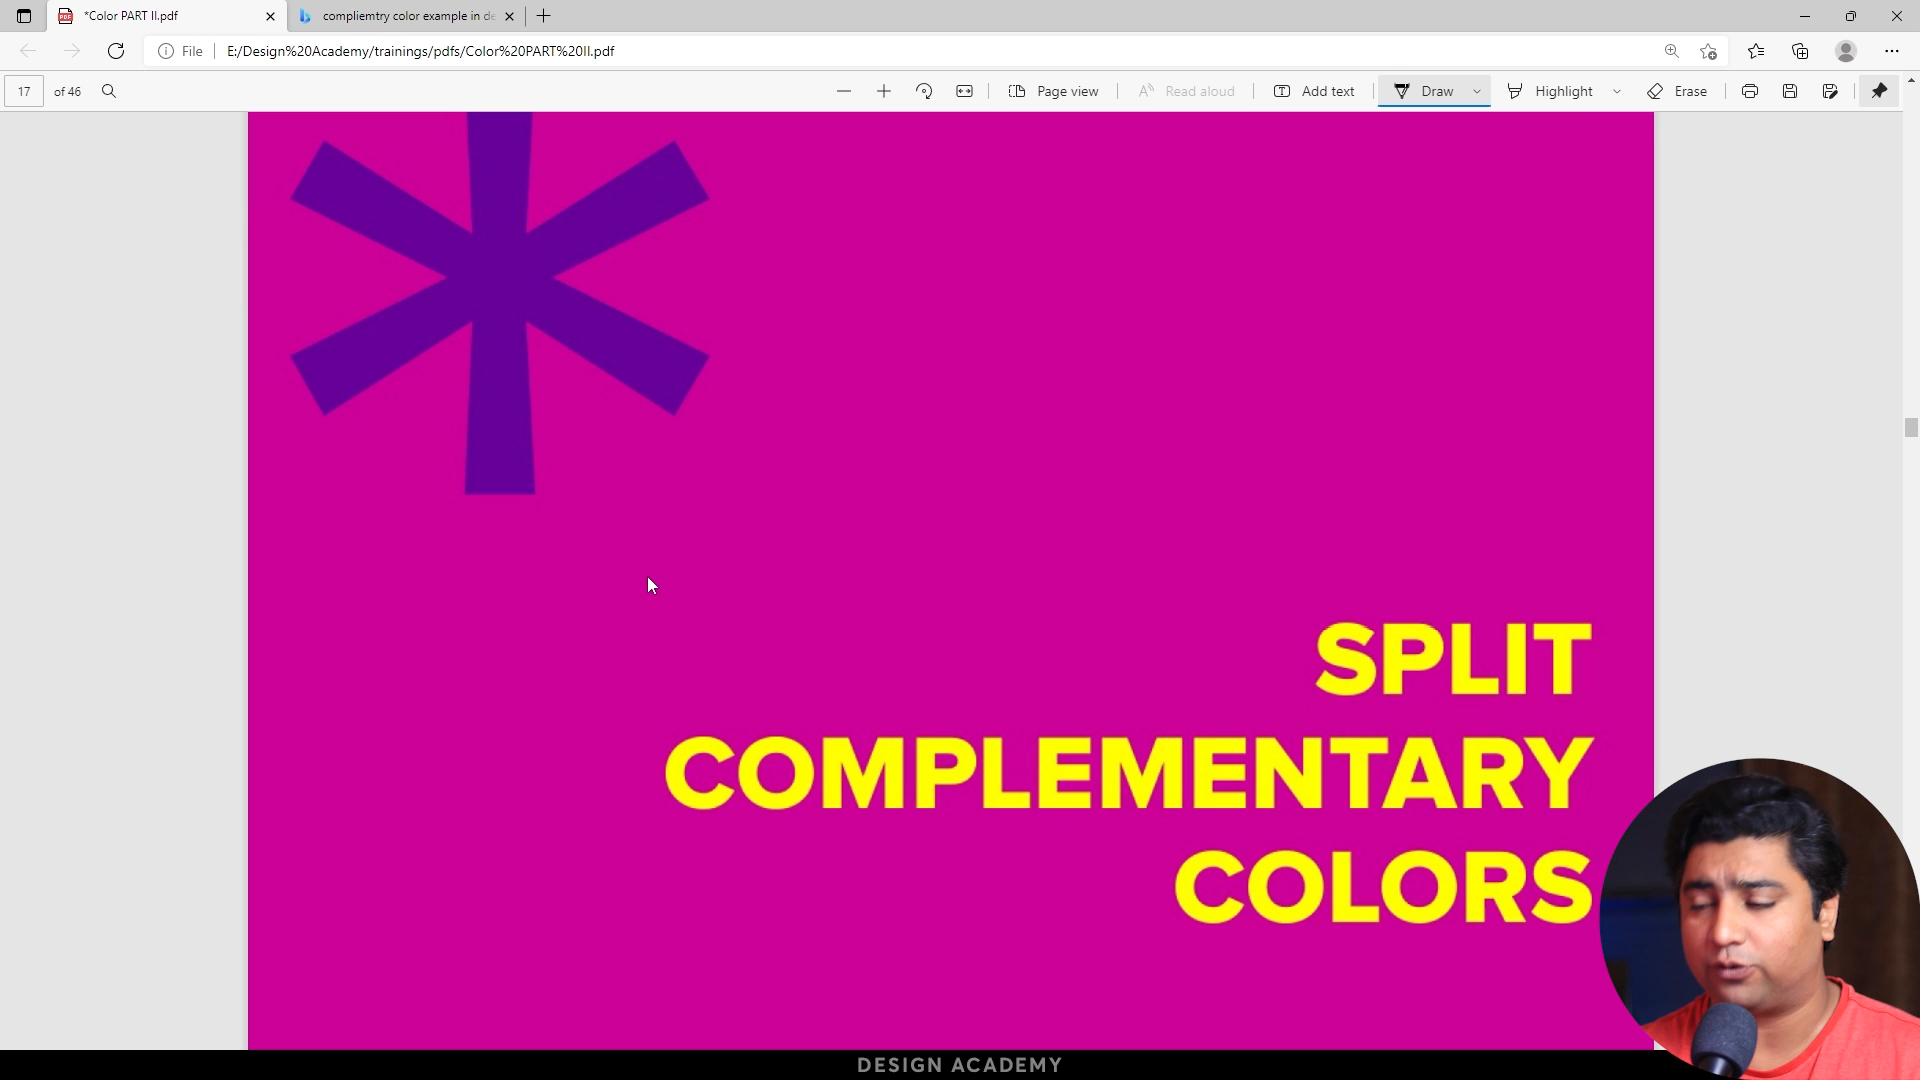 *Color PART II.pdf
compliemtry color example in de
File
E:/Design%20Academy/trainings/pdfs/Color%20PART%20II.pdf
17 of 46
Page view
Read aloud
Add text
Draw
Highlight
Erase
SPLIT
COMPLEMENTARY
COLORS
DESIGN ACADEMY